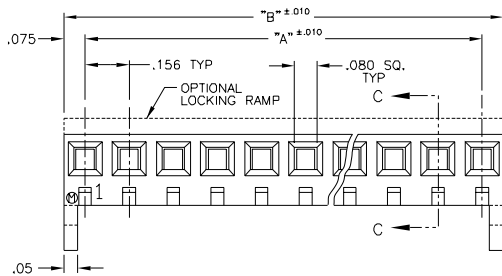 "B" ±.010
.075
"A" ±.010
.156 TYP
.080 SQ.
TYP
OPTIONAL
LOCKING RAMP
C
M
1
C
.05